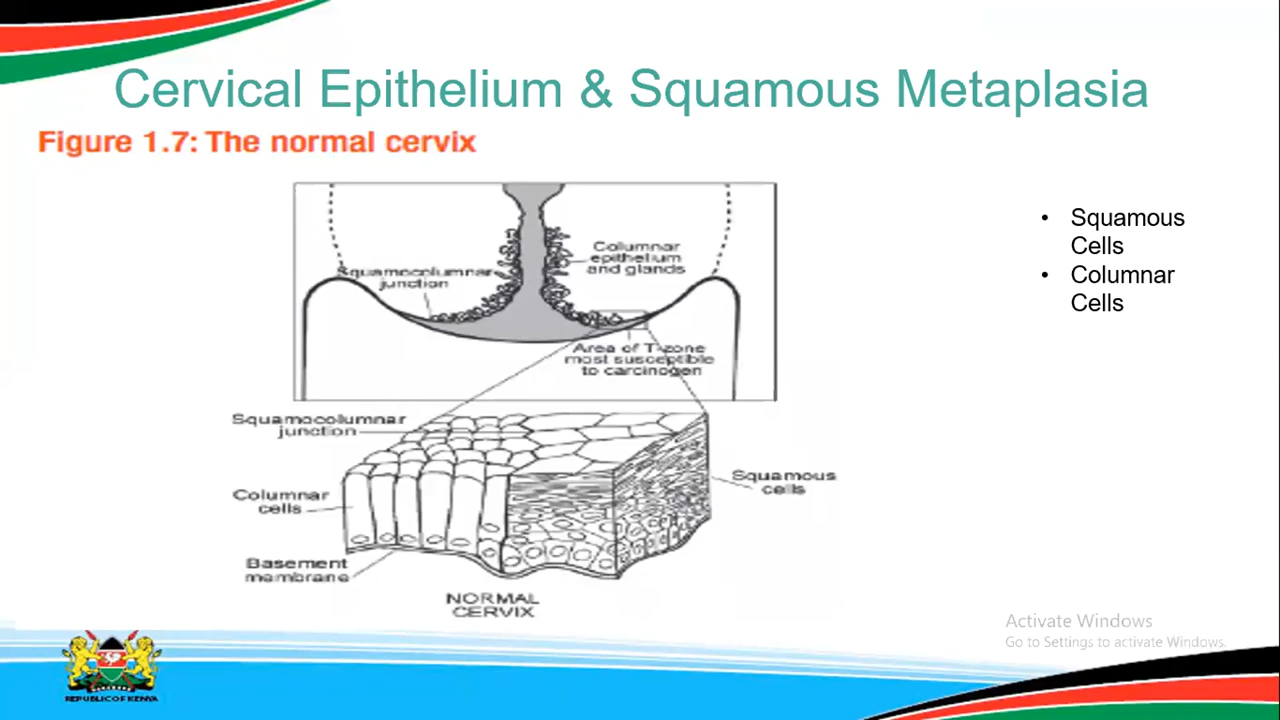 Cervical Epithelium & Squamous Metaplasia
Figure 1.7: The normal cervix
Columnar
epithelium
and glands
Squamocolumnar
junction
Area of T-zone
most susceptible
to carcinogen
Squamocolumnar
junction
Columnar
cells
Squamous
cells
Basement
membrane
NORMAL
CERVIX
• Squamous
Cells
• Columnar
Cells
Activate Windows
Go to Settings to activate Windows.
REPUBLIC OF KENYA